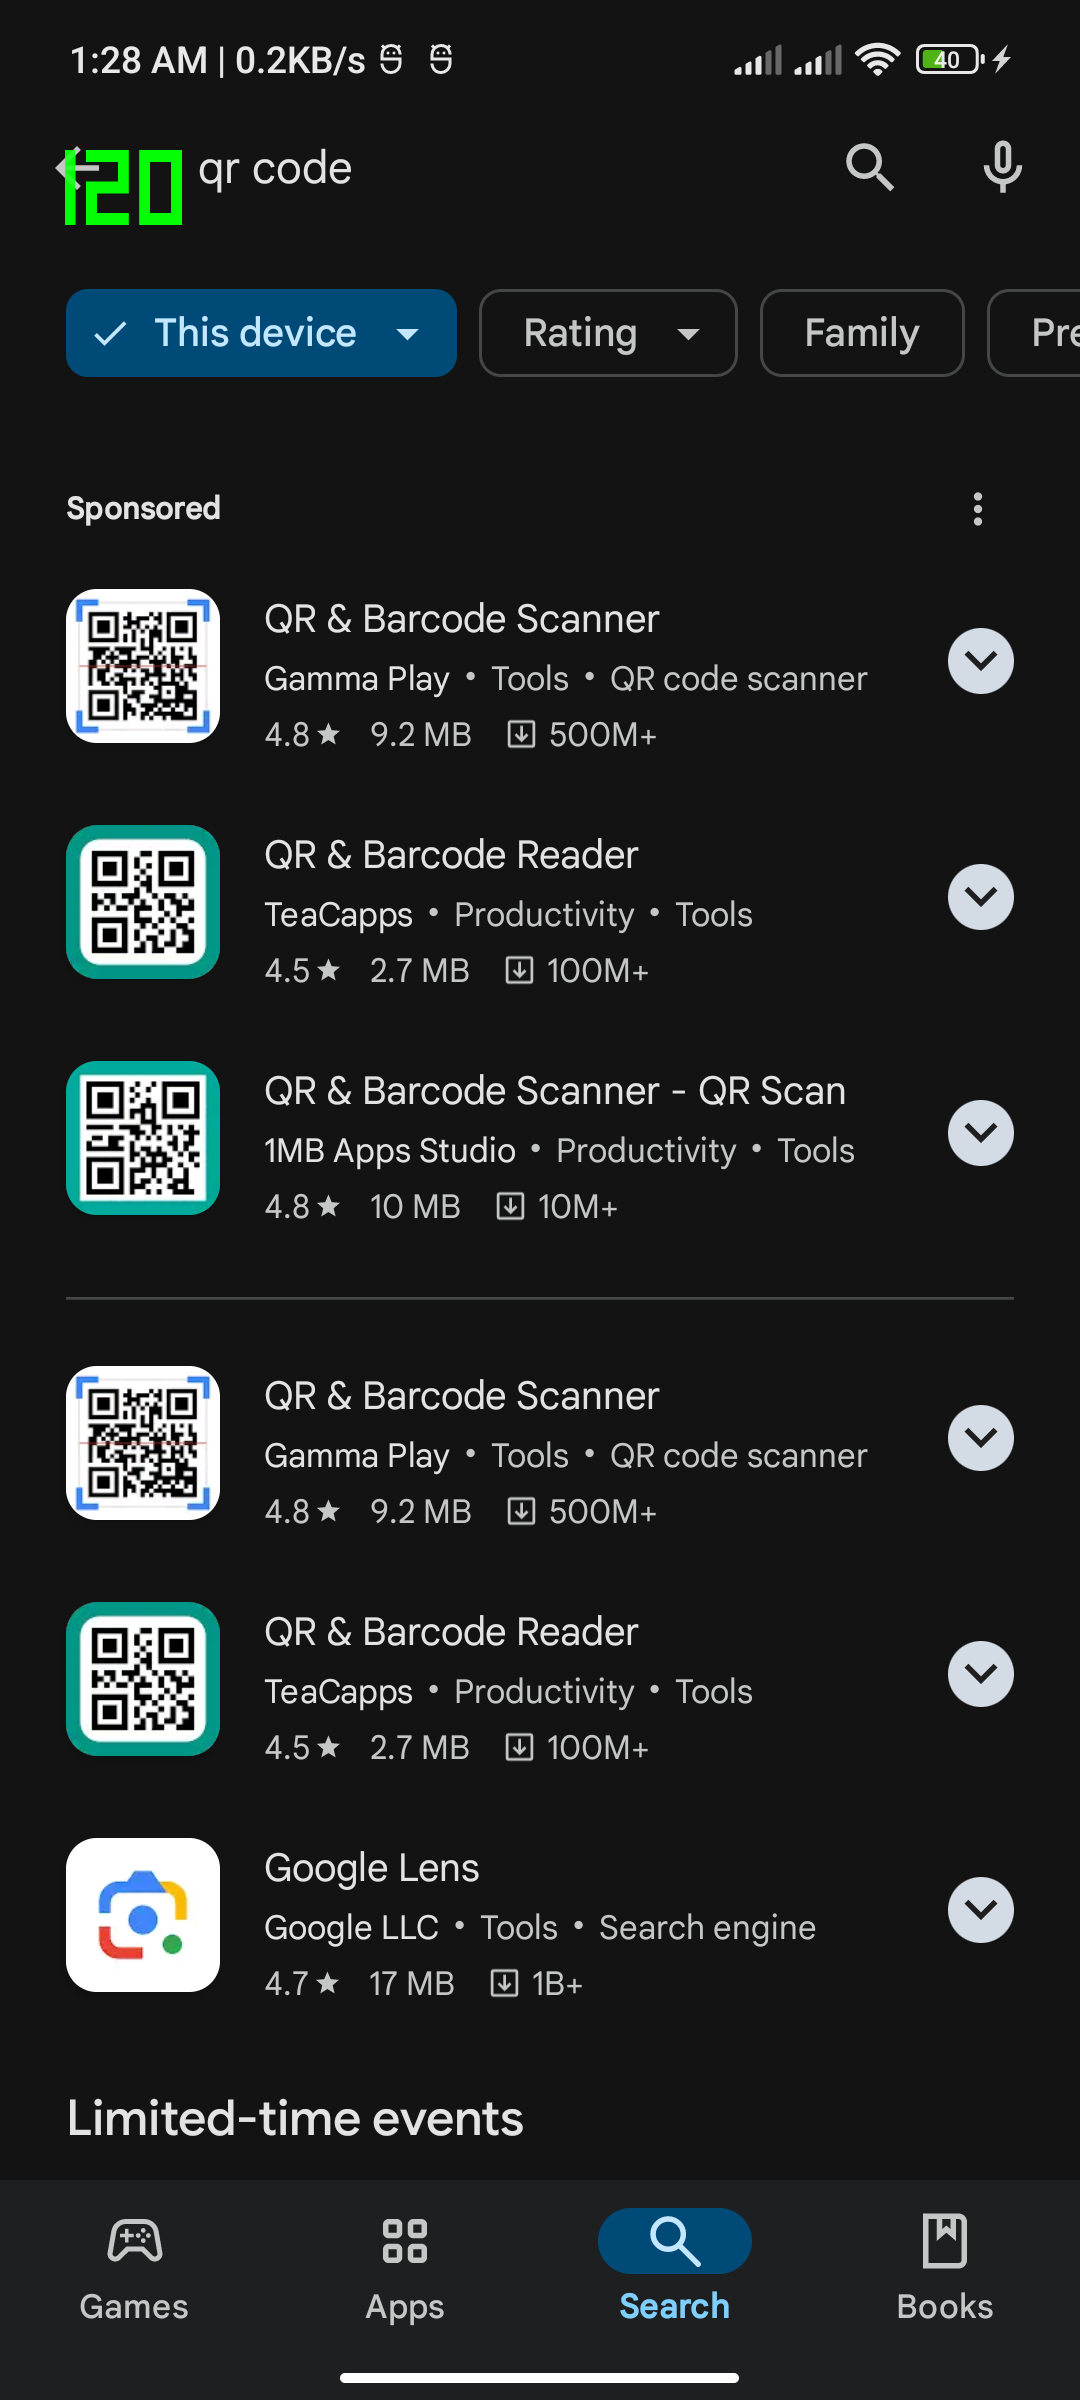 1:28 AM | 0.2KB/s
40
120
qr code
This device
Rating
Family
Pre
Sponsored
QR & Barcode Scanner
Gamma Play • Tools • QR code scanner
4.8★ 9.2 MB 500M+
QR & Barcode Reader
TeaCapps • Productivity • Tools
4.5★ 2.7 MB 100M+
QR & Barcode Scanner - QR Scan
1MB Apps Studio • Productivity • Tools
4.8★ 10 MB 10M+
QR & Barcode Scanner
Gamma Play • Tools • QR code scanner
4.8★ 9.2 MB 500M+
QR & Barcode Reader
TeaCapps • Productivity • Tools
4.5★ 2.7 MB 100M+
Google Lens
Google LLC • Tools • Search engine
4.7★ 17 MB 1B+
Limited-time events
Games
Apps
Search
Books